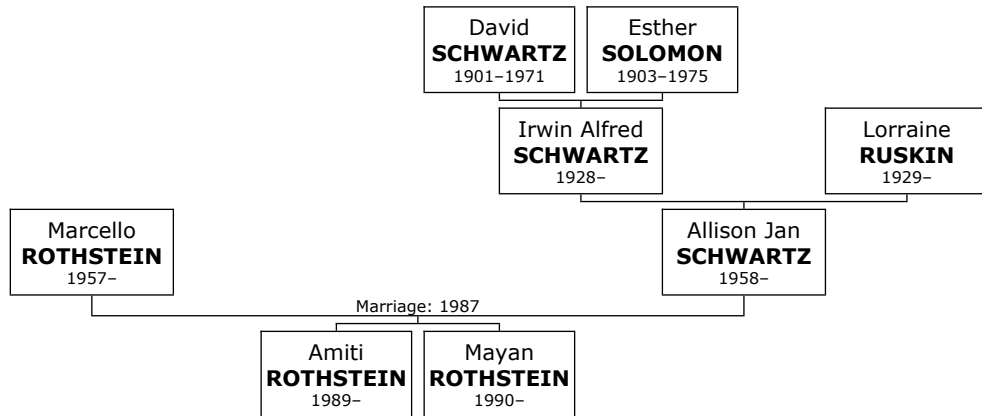 David
SCHWARTZ
1901–1971
Esther
SOLOMON
1903–1975
Irwin Alfred
SCHWARTZ
1928–
Lorraine
RUSKIN
1929–
Marcello
ROTHSTEIN
1957–
Allison Jan
SCHWARTZ
1958–
Marriage: 1987
Amiti
ROTHSTEIN
1989–
Mayan
ROTHSTEIN
1990–